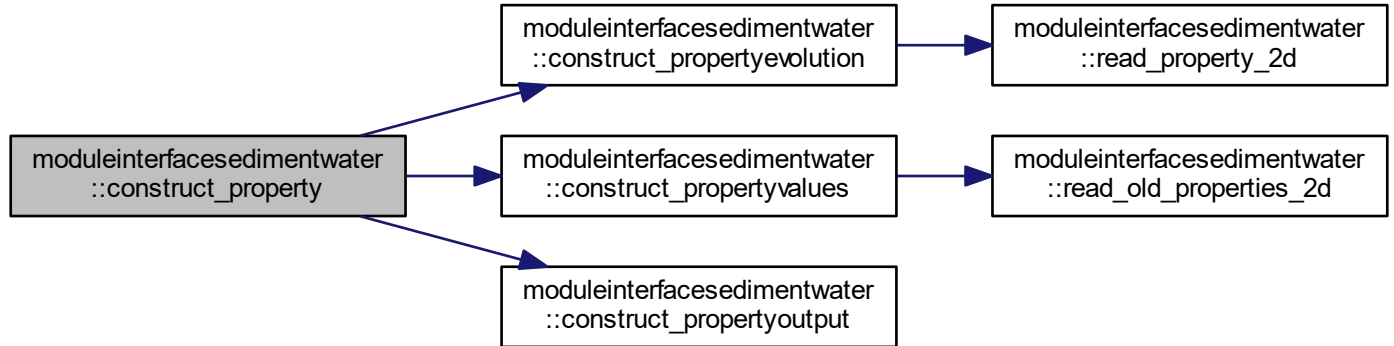 moduleinterfacesedimentwater
::construct_property
moduleinterfacesedimentwater
::construct_propertyevolution
moduleinterfacesedimentwater
::read_property_2d
moduleinterfacesedimentwater
::construct_propertyvalues
moduleinterfacesedimentwater
::read_old_properties_2d
moduleinterfacesedimentwater
::construct_propertyoutput